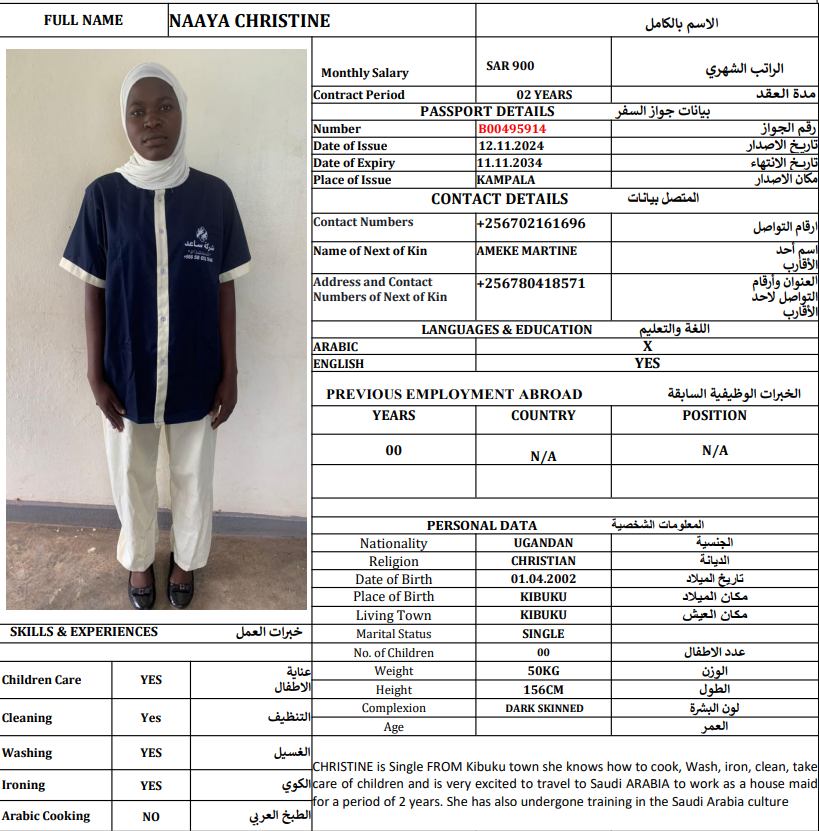 FULL NAME NAAYA CHRISTINE الاسم بالكامل
Monthly Salary SAR 900 الراتب الشهري
Contract Period 02 YEARS مدة العقد
PASSPORT DETAILS بيانات جواز السفر
Number B00495914 رقم الجواز
Date of Issue 12.11.2024 تاريخ الاصدار
Date of Expiry 11.11.2034 تاريخ الانتهاء
Place of Issue KAMPALA مكان الاصدار
CONTACT DETAILS المتصل بيانات
Contact Numbers +256702161696 ارقام التواصل
Name of Next of Kin AMEKE MARTINE اسم أحد
الأقارب
Address and Contact +256780418571 العنوان وأرقام
Numbers of Next of Kin التواصل لاحد
الأقارب
LANGUAGES & EDUCATION اللغة والتعليم
ARABIC X
ENGLISH YES
PREVIOUS EMPLOYMENT ABROAD الخبرات الوظيفية السابقة
YEARS COUNTRY POSITION
00 N/A N/A
PERSONAL DATA المعلومات الشخصية
Nationality UGANDAN الجنسية
Religion CHRISTIAN الديانة
Date of Birth 01.04.2002 تاريخ الميلاد
Place of Birth KIBUKU مكان الميلاد
Living Town KIBUKU مكان العيش
Marital Status SINGLE
No. of Children 00 عدد الاطفال
Weight 50KG الوزن
Height 156CM الطول
Complexion DARK SKINNED لون البشرة
Age العمر
شركة ساعد
SKILLS & EXPERIENCES خبرات العمل
Children Care YES عناية
الاطفال
Cleaning Yes التنظيف
Washing YES الغسيل
Ironing YES الكوي
Arabic Cooking NO الطبخ العربي
CHRISTINE is Single FROM Kibuku town she knows how to cook, Wash, iron, clean, take
care of children and is very excited to travel to Saudi ARABIA to work as a house maid
for a period of 2 years. She has also undergone training in the Saudi Arabia culture